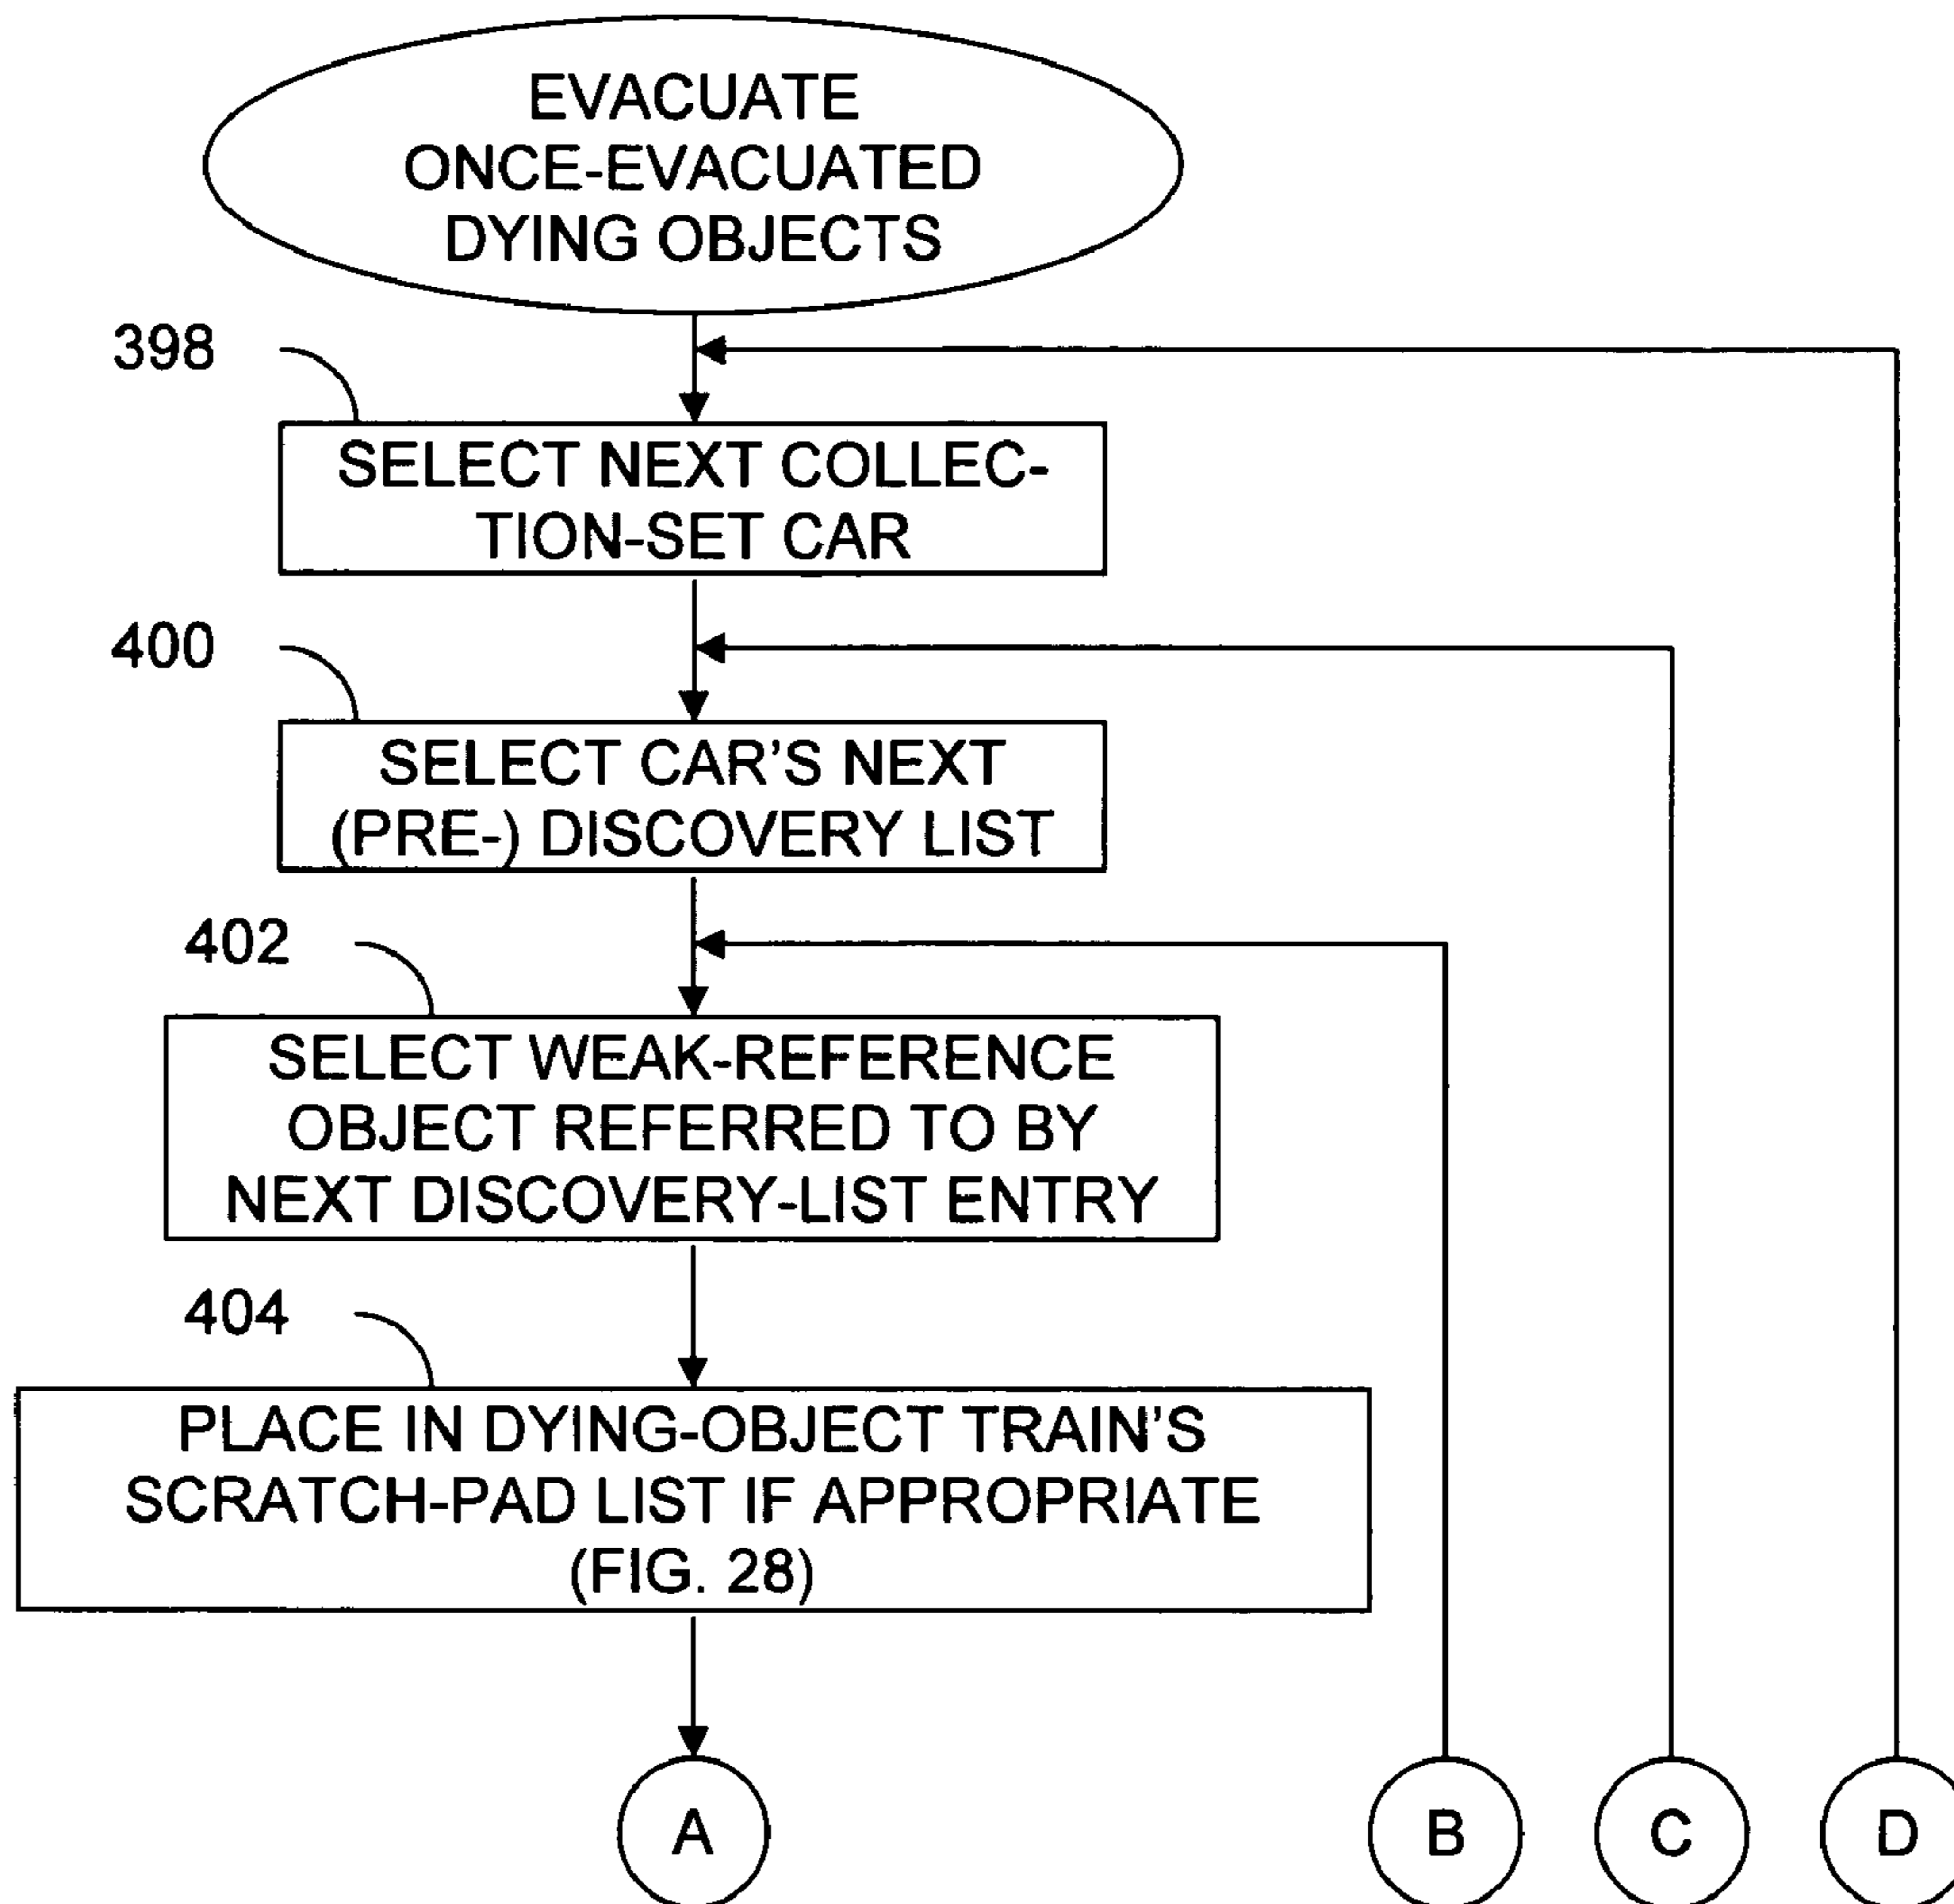 EVACUATE
ONCE-EVACUATED
DYING OBJECTS
398
SELECT NEXT COLLEC-
TION-SET CAR
400
SELECT CAR'S NEXT
(PRE-) DISCOVERY LIST
402
SELECT WEAK-REFERENCE
OBJECT REFERRED TO BY
NEXT DISCOVERY-LIST ENTRY
404
PLACE IN DYING-OBJECT TRAIN'S
SCRATCH-PAD LIST IF APPROPRIATE
(FIG. 28)
A
B
C
D